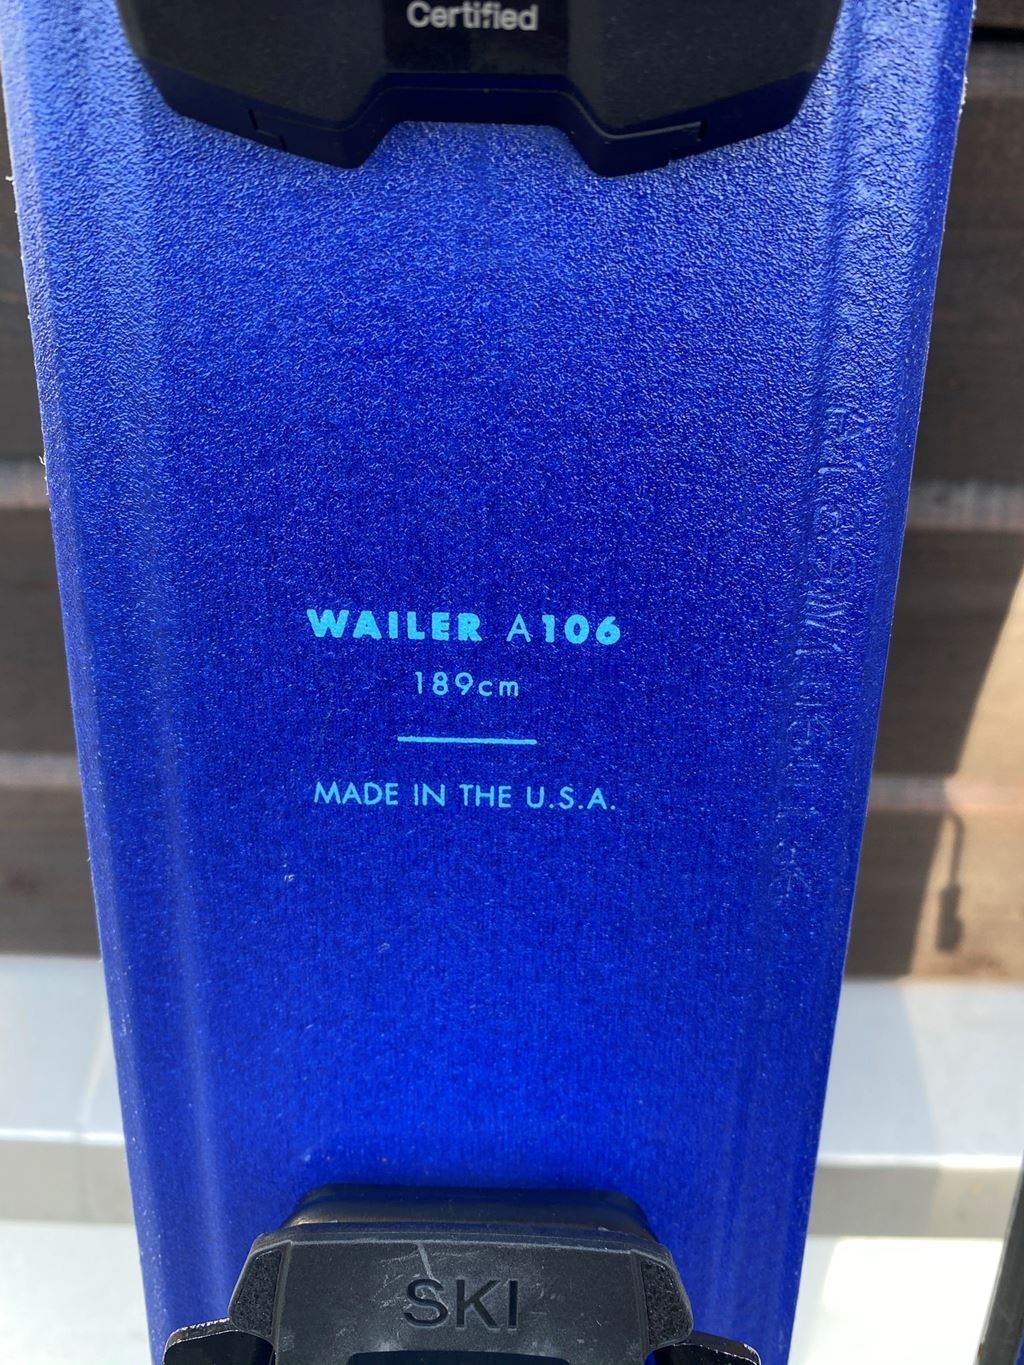 Certified
WAILER A106
189cm
MADE IN THE U.S.A.
SKI